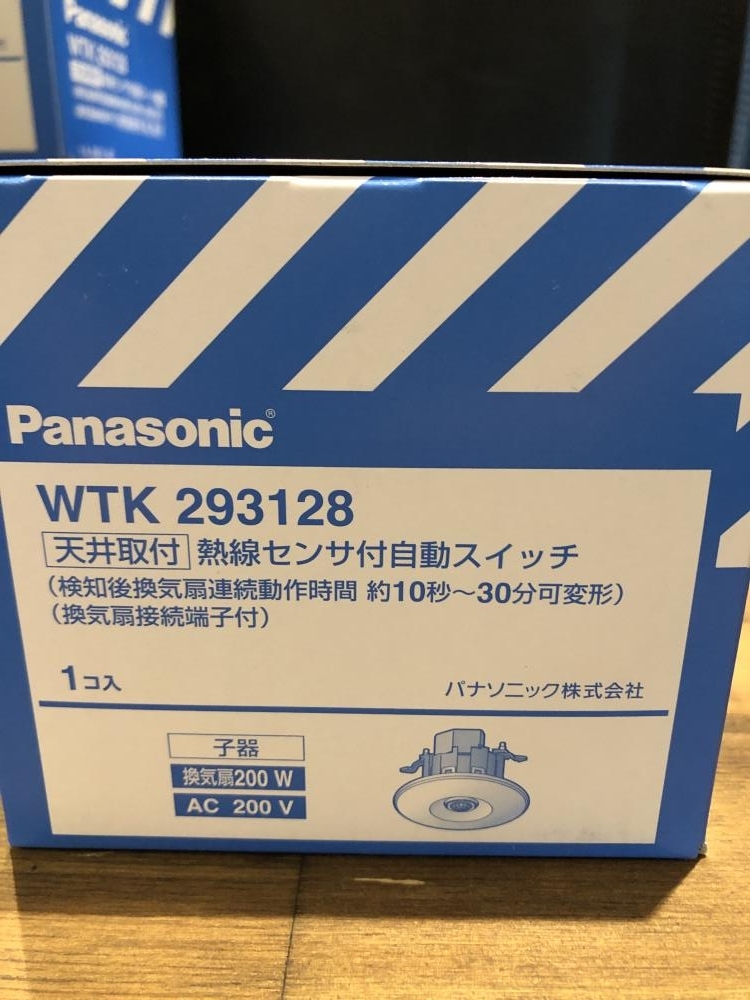 Panasonic
Panasonic®
WTK 293128
天井取付 熱線センサ付自動スイッチ
(検知後換気扇連続動作時間 約10秒～30分可変形)
(換気扇接続端子付)
1コ入
パナソニック株式会社
子器
換気扇200 W
AC 200 V